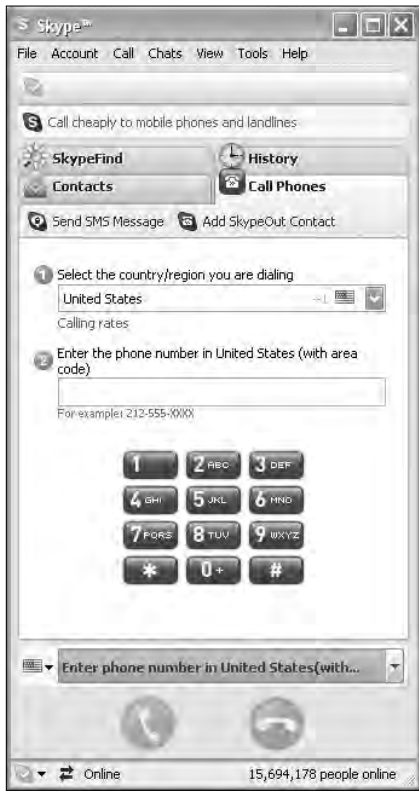 Skype™
File Account Call Chats View Tools Help
Call cheaply to mobile phones and landlines
SkypeFind History
Contacts Call Phones
Send SMS Message Add SkypeOut Contact
1 Select the country/region you are dialing
United States +1
Calling rates
2 Enter the phone number in United States (with area
code)
For example: 212-555-XXXX
1 2 ABC 3 DEF
4 GHI 5 JKL 6 MNO
7 PQRS 8 TUV 9 WXYZ
* 0 + #
Enter phone number in United States(with...
Online 15,694,178 people online